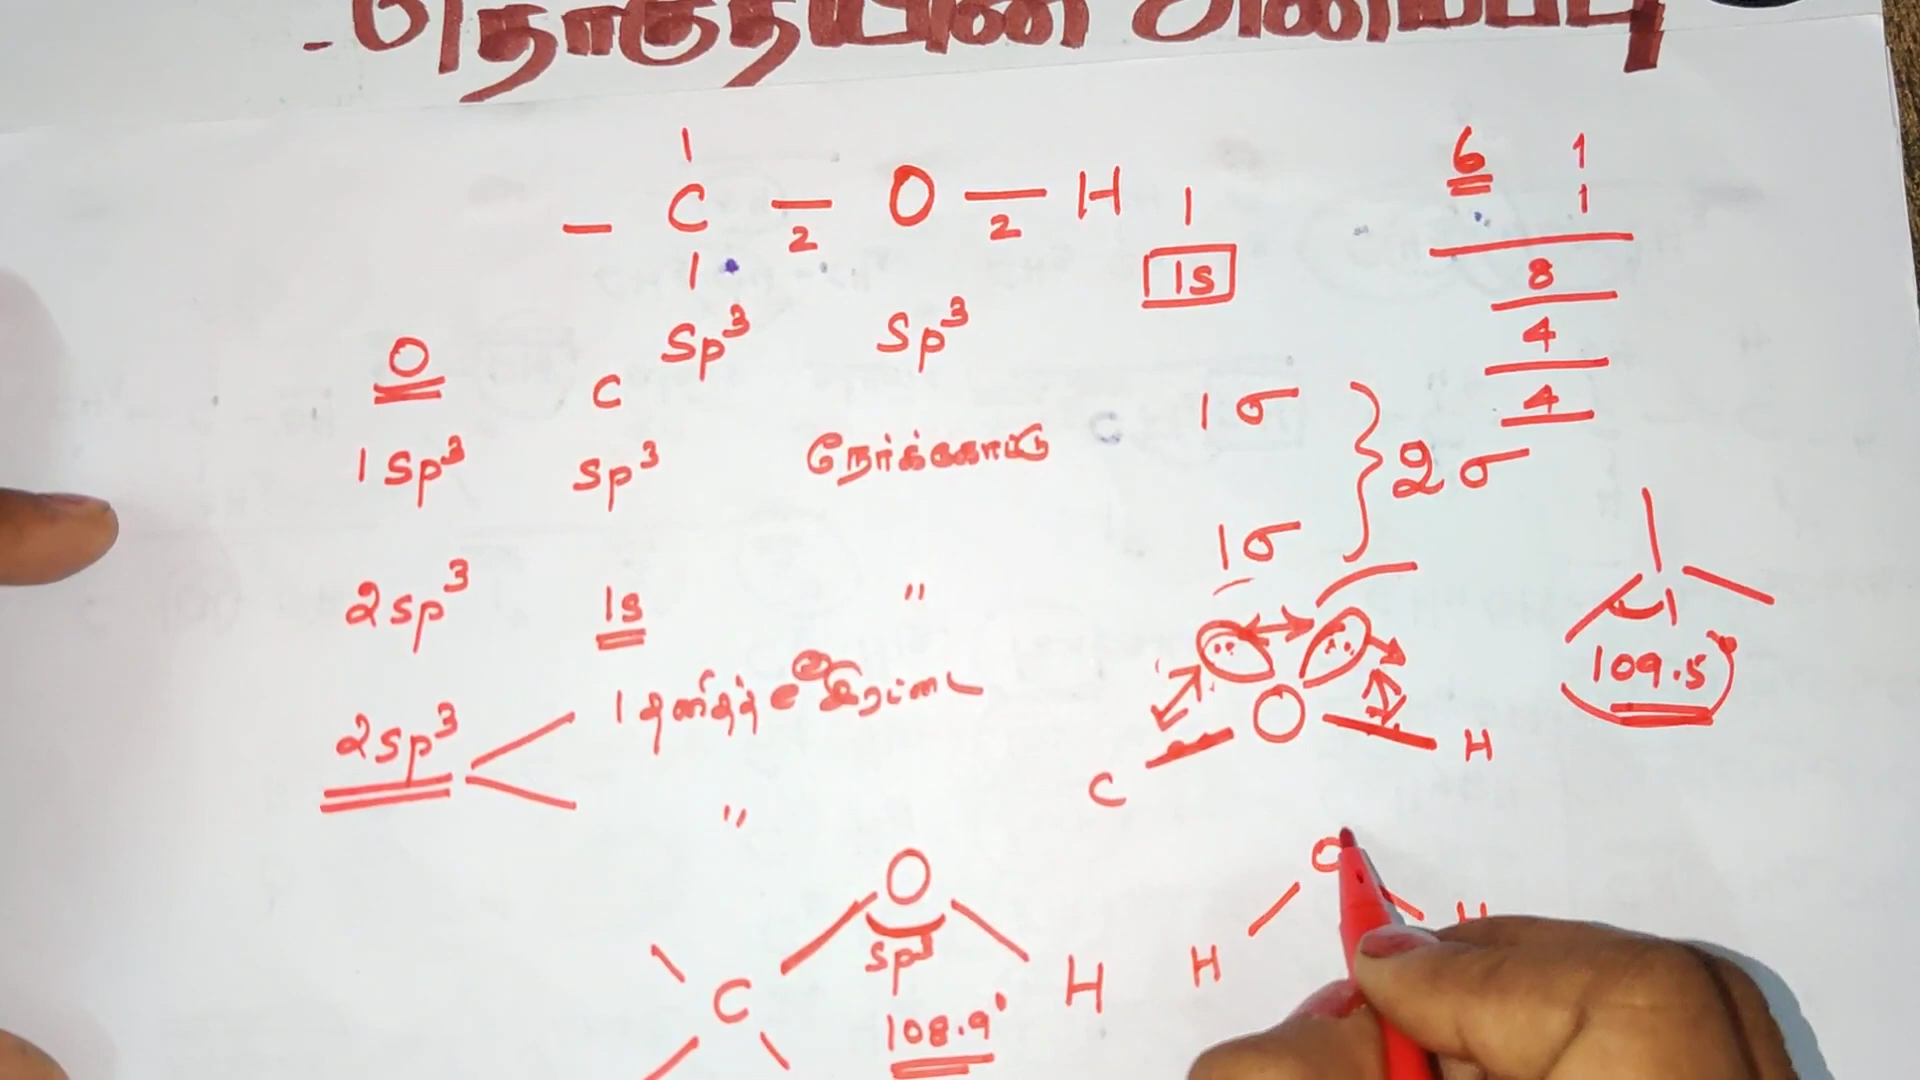 - தொகுதியின் அமைப்பு
| 6 1
- C - O - H 1 1
2 2
| 1s 8
sp³ sp³ 4
O C 1σ 4
1sp³ sp³ நேர்க்கோட்டு 2σ
1σ
2sp³ 1s "
109.5°
2sp³ 1 தனித்த e இரட்டை O H
C
"
O O
sp³ H H
C H
108.9°